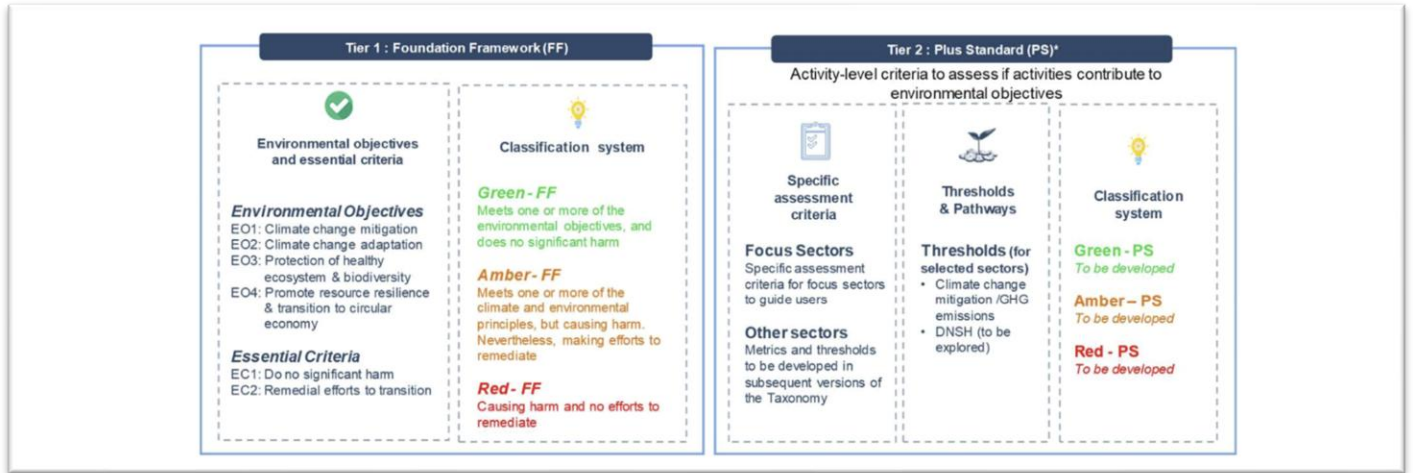 Tier 1 : Foundation Framework (FF)
Environmental objectives
and essential criteria
Environmental Objectives
EO1: Climate change mitigation
EO2: Climate change adaptation
EO3: Protection of healthy
ecosystem & biodiversity
EO4: Promote resource resilience
& transition to circular
economy
Essential Criteria
EC1: Do no significant harm
EC2: Remedial efforts to transition
Classification system
Green - FF
Meets one or more of the
environmental objectives, and
does no significant harm
Amber - FF
Meets one or more of the
climate and environmental
principles, but causing harm.
Nevertheless, making efforts to
remediate
Red - FF
Causing harm and no efforts to
remediate
Tier 2 : Plus Standard (PS)*
Activity-level criteria to assess if activities contribute to
environmental objectives
Specific
assessment
criteria
Focus Sectors
Specific assessment
criteria for focus sectors
to guide users
Other sectors
Metrics and thresholds
to be developed in
subsequent versions of
the Taxonomy
Thresholds
& Pathways
Thresholds (for
selected sectors)
• Climate change
mitigation /GHG
emissions
• DNSH (to be
explored)
Classification
system
Green - PS
To be developed
Amber – PS
To be developed
Red - PS
To be developed